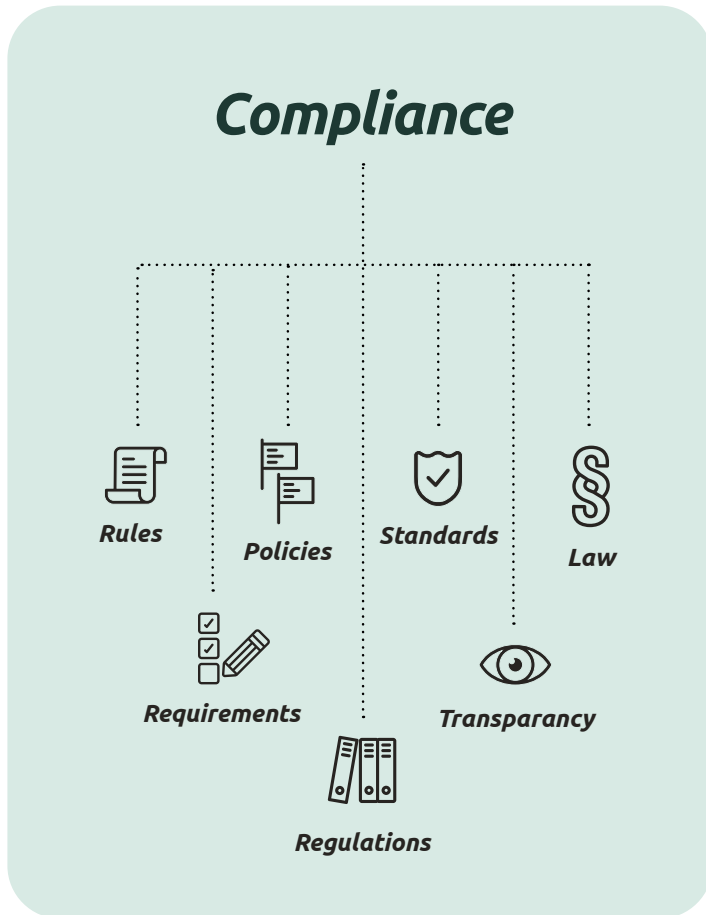 Compliance
Rules
Policies
Standards
Law
Requirements
Transparancy
Regulations